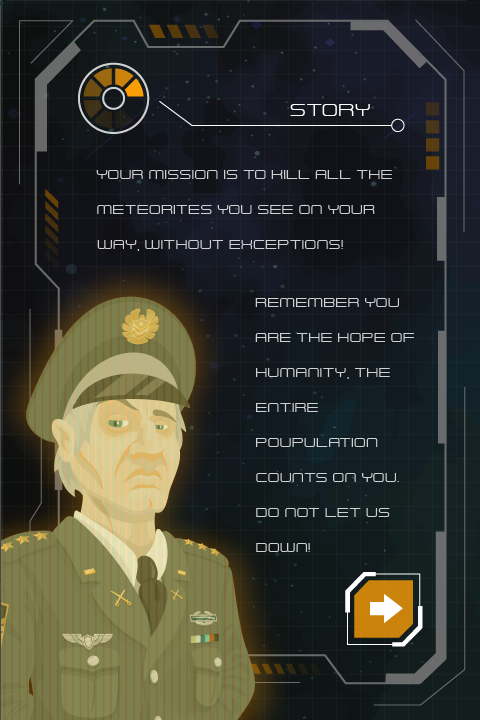 STORY
YOUR MISSION IS TO KILL ALL THE
METEORITES YOU SEE ON YOUR
WAY, WITHOUT EXCEPTIONS!
REMEMBER YOU
ARE THE HOPE OF
HUMANITY, THE
ENTIRE
POUPULATION
COUNTS ON YOU.
DO NOT LET US
DOWN!